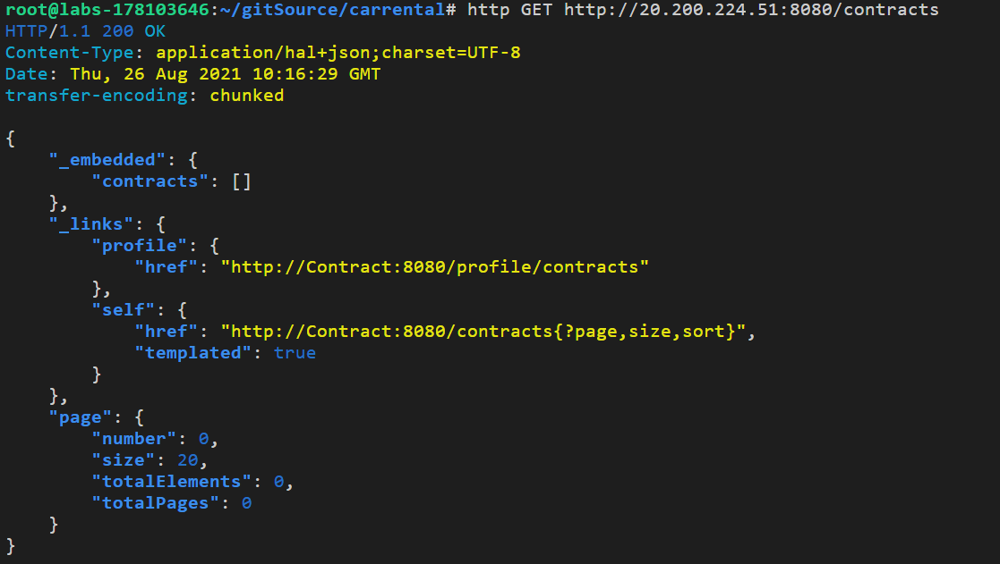 root@labs-178103646:~/gitSource/carrental# http GET http://20.200.224.51:8080/contracts
HTTP/1.1 200 OK
Content-Type: application/hal+json;charset=UTF-8
Date: Thu, 26 Aug 2021 10:16:29 GMT
transfer-encoding: chunked

{
    "_embedded": {
        "contracts": []
    },
    "_links": {
        "profile": {
            "href": "http://Contract:8080/profile/contracts"
        },
        "self": {
            "href": "http://Contract:8080/contracts{?page,size,sort}",
            "templated": true
        }
    },
    "page": {
        "number": 0,
        "size": 20,
        "totalElements": 0,
        "totalPages": 0
    }
}